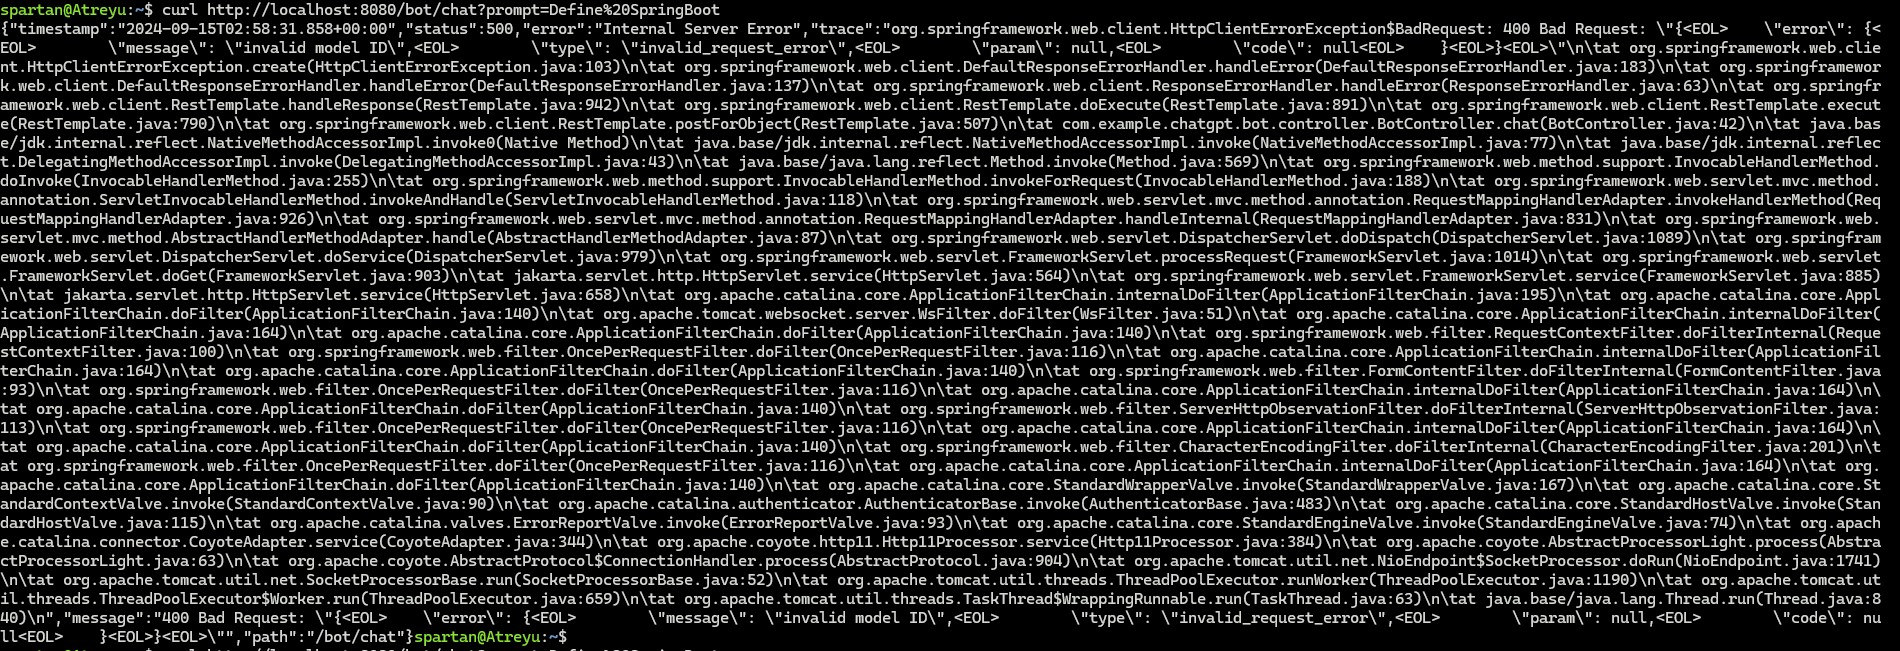 spartan@Atreyu:~$ curl http://localhost:8080/bot/chat?prompt=Define%20SpringBoot
{"timestamp":"2024-09-15T02:58:31.858+00:00","status":500,"error":"Internal Server Error","trace":"org.springframework.web.client.HttpClientErrorException$BadRequest: 400 Bad Request: \"{<EOL>    \"error\": {<
EOL>        \"message\": \"invalid model ID\",<EOL>        \"type\": \"invalid_request_error\",<EOL>        \"param\": null,<EOL>        \"code\": null<EOL>    }<EOL>}<EOL>\"\n\tat org.springframework.web.clie
nt.HttpClientErrorException.create(HttpClientErrorException.java:103)\n\tat org.springframework.web.client.DefaultResponseErrorHandler.handleError(DefaultResponseErrorHandler.java:183)\n\tat org.springframewor
k.web.client.DefaultResponseErrorHandler.handleError(DefaultResponseErrorHandler.java:137)\n\tat org.springframework.web.client.ResponseErrorHandler.handleError(ResponseErrorHandler.java:63)\n\tat org.springfr
amework.web.client.RestTemplate.handleResponse(RestTemplate.java:942)\n\tat org.springframework.web.client.RestTemplate.doExecute(RestTemplate.java:891)\n\tat org.springframework.web.client.RestTemplate.execut
e(RestTemplate.java:790)\n\tat org.springframework.web.client.RestTemplate.postForObject(RestTemplate.java:507)\n\tat com.example.chatgpt.bot.controller.BotController.chat(BotController.java:42)\n\tat java.bas
e/jdk.internal.reflect.NativeMethodAccessorImpl.invoke0(Native Method)\n\tat java.base/jdk.internal.reflect.NativeMethodAccessorImpl.invoke(NativeMethodAccessorImpl.java:77)\n\tat java.base/jdk.internal.reflec
t.DelegatingMethodAccessorImpl.invoke(DelegatingMethodAccessorImpl.java:43)\n\tat java.base/java.lang.reflect.Method.invoke(Method.java:569)\n\tat org.springframework.web.method.support.InvocableHandlerMethod.
doInvoke(InvocableHandlerMethod.java:255)\n\tat org.springframework.web.method.support.InvocableHandlerMethod.invokeForRequest(InvocableHandlerMethod.java:188)\n\tat org.springframework.web.servlet.mvc.method.
annotation.ServletInvocableHandlerMethod.invokeAndHandle(ServletInvocableHandlerMethod.java:118)\n\tat org.springframework.web.servlet.mvc.method.annotation.RequestMappingHandlerAdapter.invokeHandlerMethod(Req
uestMappingHandlerAdapter.java:926)\n\tat org.springframework.web.servlet.mvc.method.annotation.RequestMappingHandlerAdapter.handleInternal(RequestMappingHandlerAdapter.java:831)\n\tat org.springframework.web.
servlet.mvc.method.AbstractHandlerMethodAdapter.handle(AbstractHandlerMethodAdapter.java:87)\n\tat org.springframework.web.servlet.DispatcherServlet.doDispatch(DispatcherServlet.java:1089)\n\tat org.springfram
ework.web.servlet.DispatcherServlet.doService(DispatcherServlet.java:979)\n\tat org.springframework.web.servlet.FrameworkServlet.processRequest(FrameworkServlet.java:1014)\n\tat org.springframework.web.servlet
.FrameworkServlet.doGet(FrameworkServlet.java:903)\n\tat jakarta.servlet.http.HttpServlet.service(HttpServlet.java:564)\n\tat org.springframework.web.servlet.FrameworkServlet.service(FrameworkServlet.java:885)
\n\tat jakarta.servlet.http.HttpServlet.service(HttpServlet.java:658)\n\tat org.apache.catalina.core.ApplicationFilterChain.internalDoFilter(ApplicationFilterChain.java:195)\n\tat org.apache.catalina.core.Appl
icationFilterChain.doFilter(ApplicationFilterChain.java:140)\n\tat org.apache.tomcat.websocket.server.WsFilter.doFilter(WsFilter.java:51)\n\tat org.apache.catalina.core.ApplicationFilterChain.internalDoFilter(
ApplicationFilterChain.java:164)\n\tat org.apache.catalina.core.ApplicationFilterChain.doFilter(ApplicationFilterChain.java:140)\n\tat org.springframework.web.filter.RequestContextFilter.doFilterInternal(Reque
stContextFilter.java:100)\n\tat org.springframework.web.filter.OncePerRequestFilter.doFilter(OncePerRequestFilter.java:116)\n\tat org.apache.catalina.core.ApplicationFilterChain.internalDoFilter(ApplicationFil
terChain.java:164)\n\tat org.apache.catalina.core.ApplicationFilterChain.doFilter(ApplicationFilterChain.java:140)\n\tat org.springframework.web.filter.FormContentFilter.doFilterInternal(FormContentFilter.java
:93)\n\tat org.springframework.web.filter.OncePerRequestFilter.doFilter(OncePerRequestFilter.java:116)\n\tat org.apache.catalina.core.ApplicationFilterChain.internalDoFilter(ApplicationFilterChain.java:164)\n\
tat org.apache.catalina.core.ApplicationFilterChain.doFilter(ApplicationFilterChain.java:140)\n\tat org.springframework.web.filter.ServerHttpObservationFilter.doFilterInternal(ServerHttpObservationFilter.java:
113)\n\tat org.springframework.web.filter.OncePerRequestFilter.doFilter(OncePerRequestFilter.java:116)\n\tat org.apache.catalina.core.ApplicationFilterChain.internalDoFilter(ApplicationFilterChain.java:164)\n\
tat org.apache.catalina.core.ApplicationFilterChain.doFilter(ApplicationFilterChain.java:140)\n\tat org.springframework.web.filter.CharacterEncodingFilter.doFilterInternal(CharacterEncodingFilter.java:201)\n\t
at org.springframework.web.filter.OncePerRequestFilter.doFilter(OncePerRequestFilter.java:116)\n\tat org.apache.catalina.core.ApplicationFilterChain.internalDoFilter(ApplicationFilterChain.java:164)\n\tat org.
apache.catalina.core.ApplicationFilterChain.doFilter(ApplicationFilterChain.java:140)\n\tat org.apache.catalina.core.StandardWrapperValve.invoke(StandardWrapperValve.java:167)\n\tat org.apache.catalina.core.St
andardContextValve.invoke(StandardContextValve.java:90)\n\tat org.apache.catalina.authenticator.AuthenticatorBase.invoke(AuthenticatorBase.java:483)\n\tat org.apache.catalina.core.StandardHostValve.invoke(Stan
dardHostValve.java:115)\n\tat org.apache.catalina.valves.ErrorReportValve.invoke(ErrorReportValve.java:93)\n\tat org.apache.catalina.core.StandardEngineValve.invoke(StandardEngineValve.java:74)\n\tat org.apach
e.catalina.connector.CoyoteAdapter.service(CoyoteAdapter.java:344)\n\tat org.apache.coyote.http11.Http11Processor.service(Http11Processor.java:384)\n\tat org.apache.coyote.AbstractProcessorLight.process(Abstra
ctProcessorLight.java:63)\n\tat org.apache.coyote.AbstractProtocol$ConnectionHandler.process(AbstractProtocol.java:904)\n\tat org.apache.tomcat.util.net.NioEndpoint$SocketProcessor.doRun(NioEndpoint.java:1741)
\n\tat org.apache.tomcat.util.net.SocketProcessorBase.run(SocketProcessorBase.java:52)\n\tat org.apache.tomcat.util.threads.ThreadPoolExecutor.runWorker(ThreadPoolExecutor.java:1190)\n\tat org.apache.tomcat.ut
il.threads.ThreadPoolExecutor$Worker.run(ThreadPoolExecutor.java:659)\n\tat org.apache.tomcat.util.threads.TaskThread$WrappingRunnable.run(TaskThread.java:63)\n\tat java.base/java.lang.Thread.run(Thread.java:8
40)\n","message":"400 Bad Request: \"{<EOL>    \"error\": {<EOL>        \"message\": \"invalid model ID\",<EOL>        \"type\": \"invalid_request_error\",<EOL>        \"param\": null,<EOL>        \"code\": nu
ll<EOL>    }<EOL>}<EOL>\"","path":"/bot/chat"}spartan@Atreyu:~$